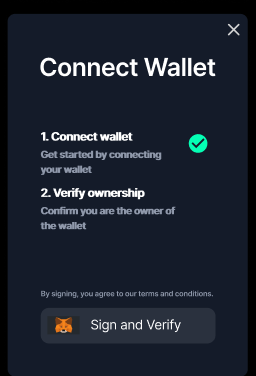 Connect Wallet
1. Connect wallet
Get started by connecting
your wallet
2. Verify ownership
Confirm you are the owner of
the wallet
By signing, you agree to our terms and conditions.
Sign and Verify